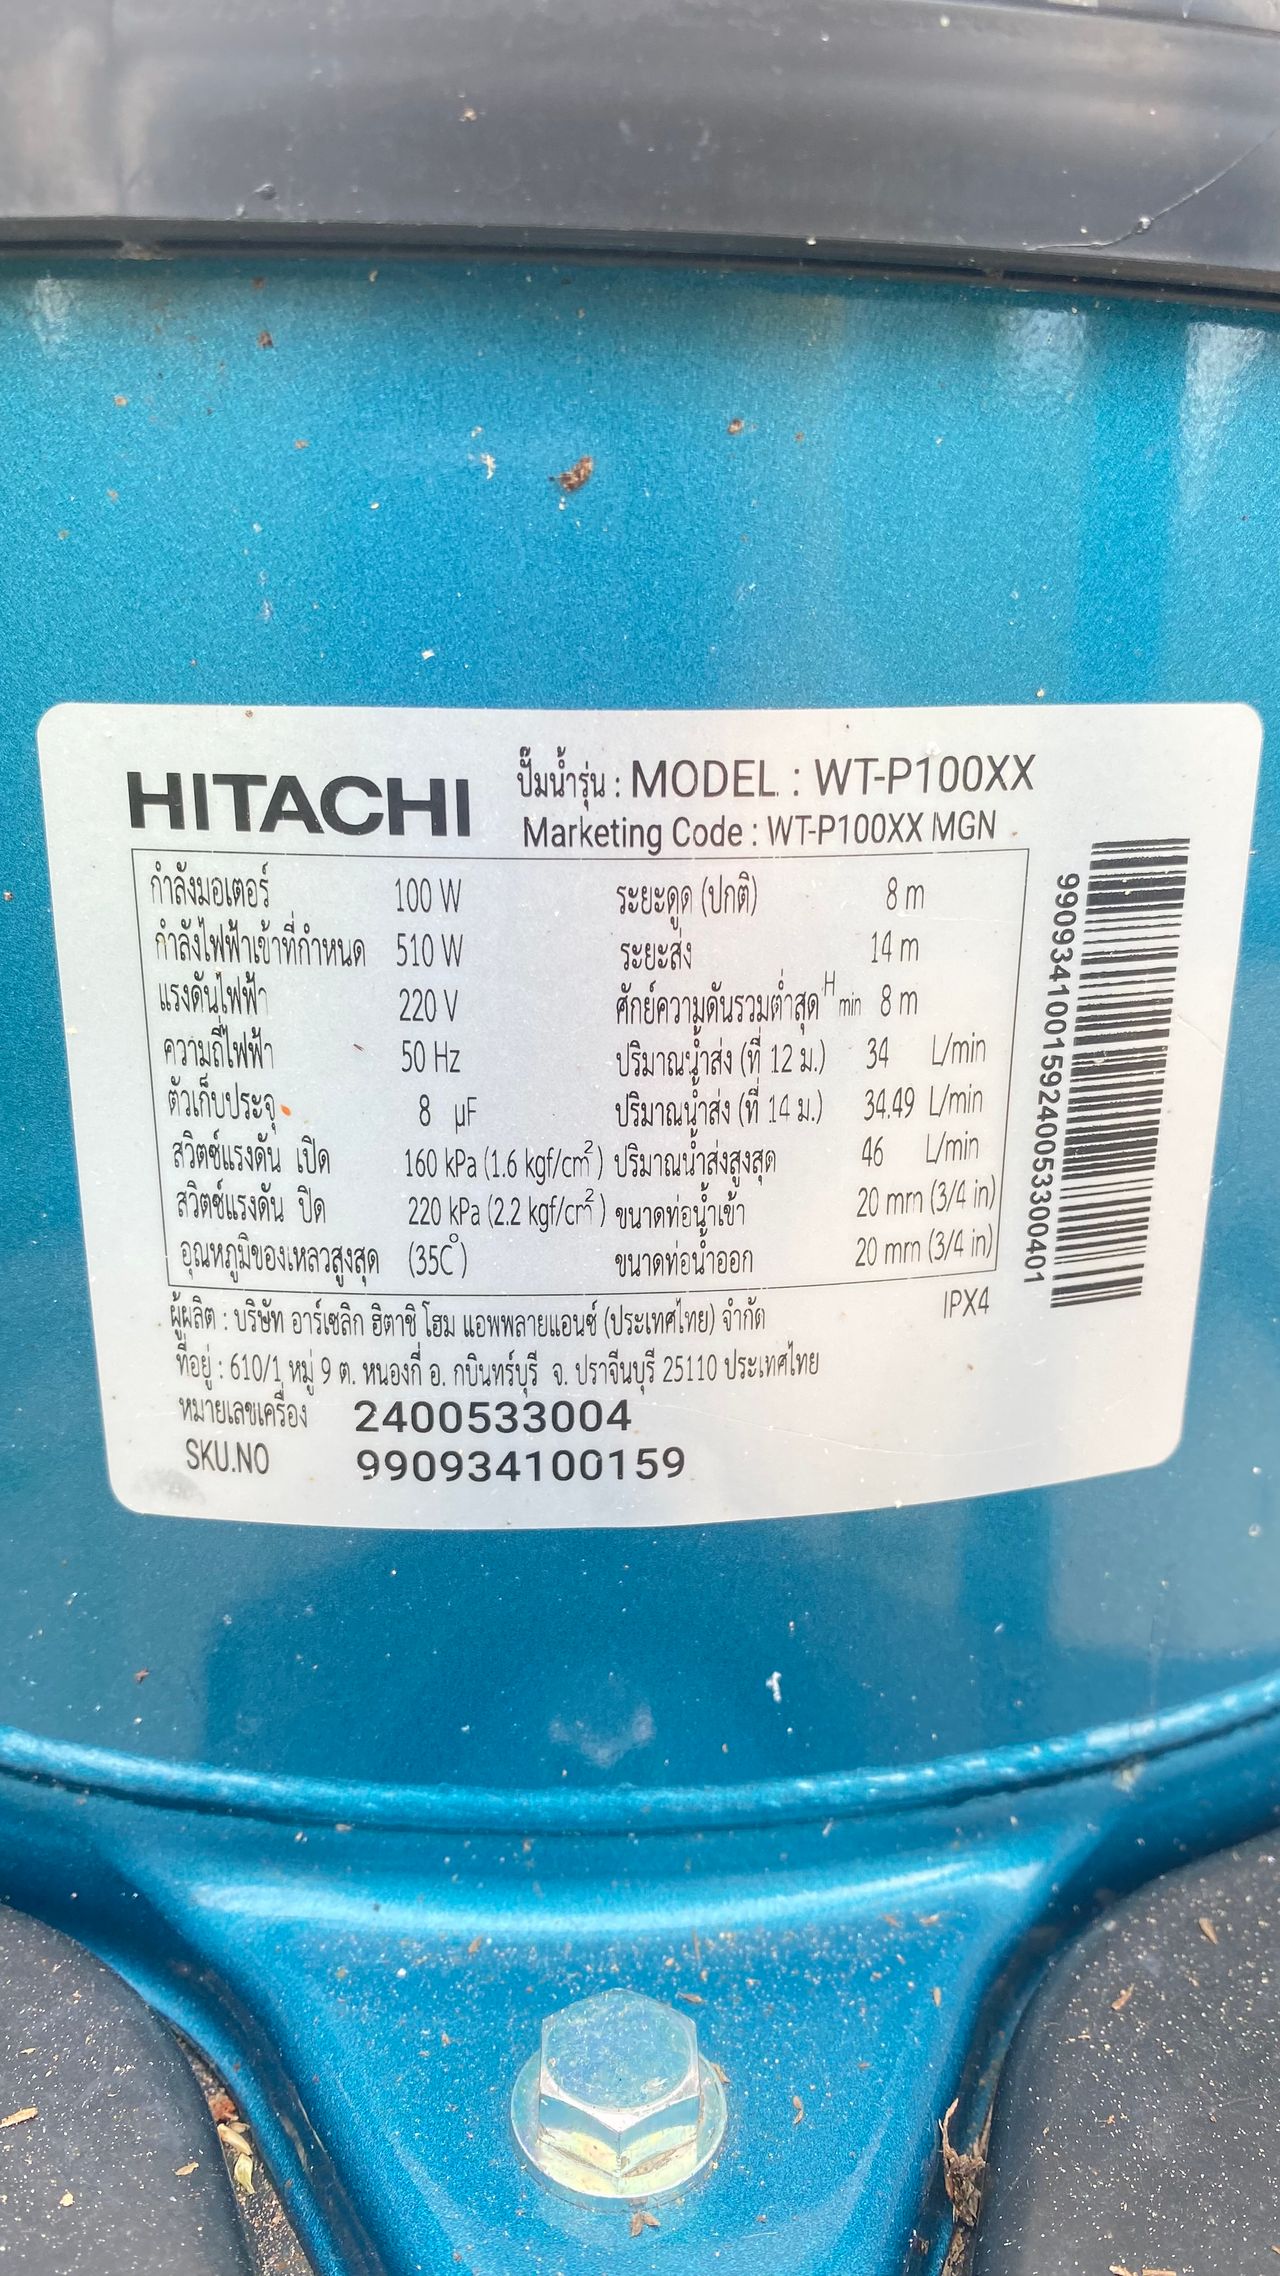 HITACHI
ปั๊มน้ำรุ่น : MODEL : WT-P100XX
Marketing Code : WT-P100XX MGN
กำลังมอเตอร์ 100 W ระยะดูด (ปกติ) 8 m
กำลังไฟฟ้าเข้าที่กำหนด 510 W ระยะส่ง 14 m
แรงดันไฟฟ้า 220 V ศักย์ความดันรวมต่ำสุด H min 8 m
ความถี่ไฟฟ้า 50 Hz ปริมาณน้ำส่ง (ที่ 12 ม.) 34 L/min
ตัวเก็บประจุ 8 µF ปริมาณน้ำส่ง (ที่ 14 ม.) 34.49 L/min
สวิตช์แรงดัน เปิด 160 kPa (1.6 kgf/cm²) ปริมาณน้ำส่งสูงสุด 46 L/min
สวิตช์แรงดัน ปิด 220 kPa (2.2 kgf/cm²) ขนาดท่อน้ำเข้า 20 mm (3/4 in)
อุณหภูมิของเหลวสูงสุด (35C°) ขนาดท่อน้ำออก 20 mm (3/4 in)
IPX4
ผู้ผลิต : บริษัท อาร์เซลิก ฮิตาชิ โฮม แอพพลายแอนซ์ (ประเทศไทย) จำกัด
ที่อยู่ : 610/1 หมู่ 9 ต. หนองกี่ อ. กบินทร์บุรี จ. ปราจีนบุรี 25110 ประเทศไทย
หมายเลขเครื่อง 2400533004
SKU.NO 990934100159
990934100159240053300401